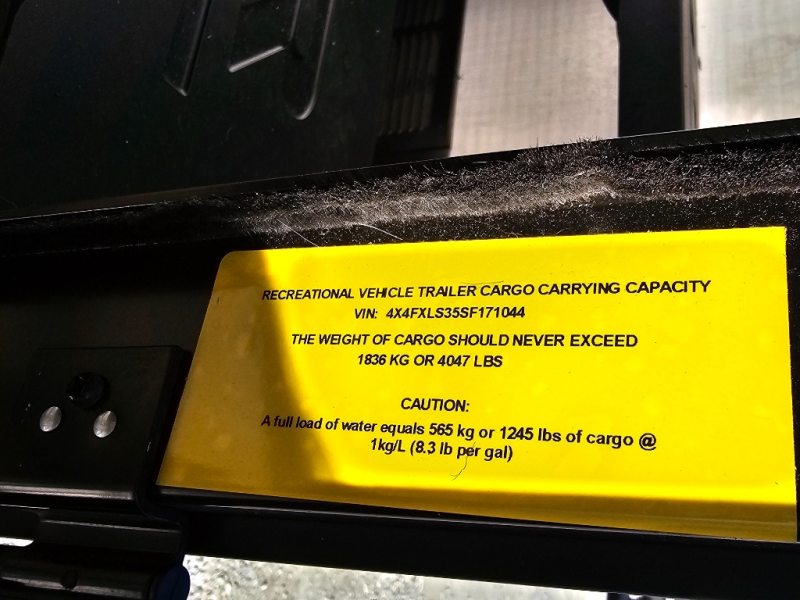 RECREATIONAL VEHICLE TRAILER CARGO CARRYING CAPACITY
VIN: 4X4FXLS35SF171044
THE WEIGHT OF CARGO SHOULD NEVER EXCEED
1836 KG OR 4047 LBS
CAUTION:
A full load of water equals 565 kg or 1245 lbs of cargo @
1kg/L (8.3 lb per gal)